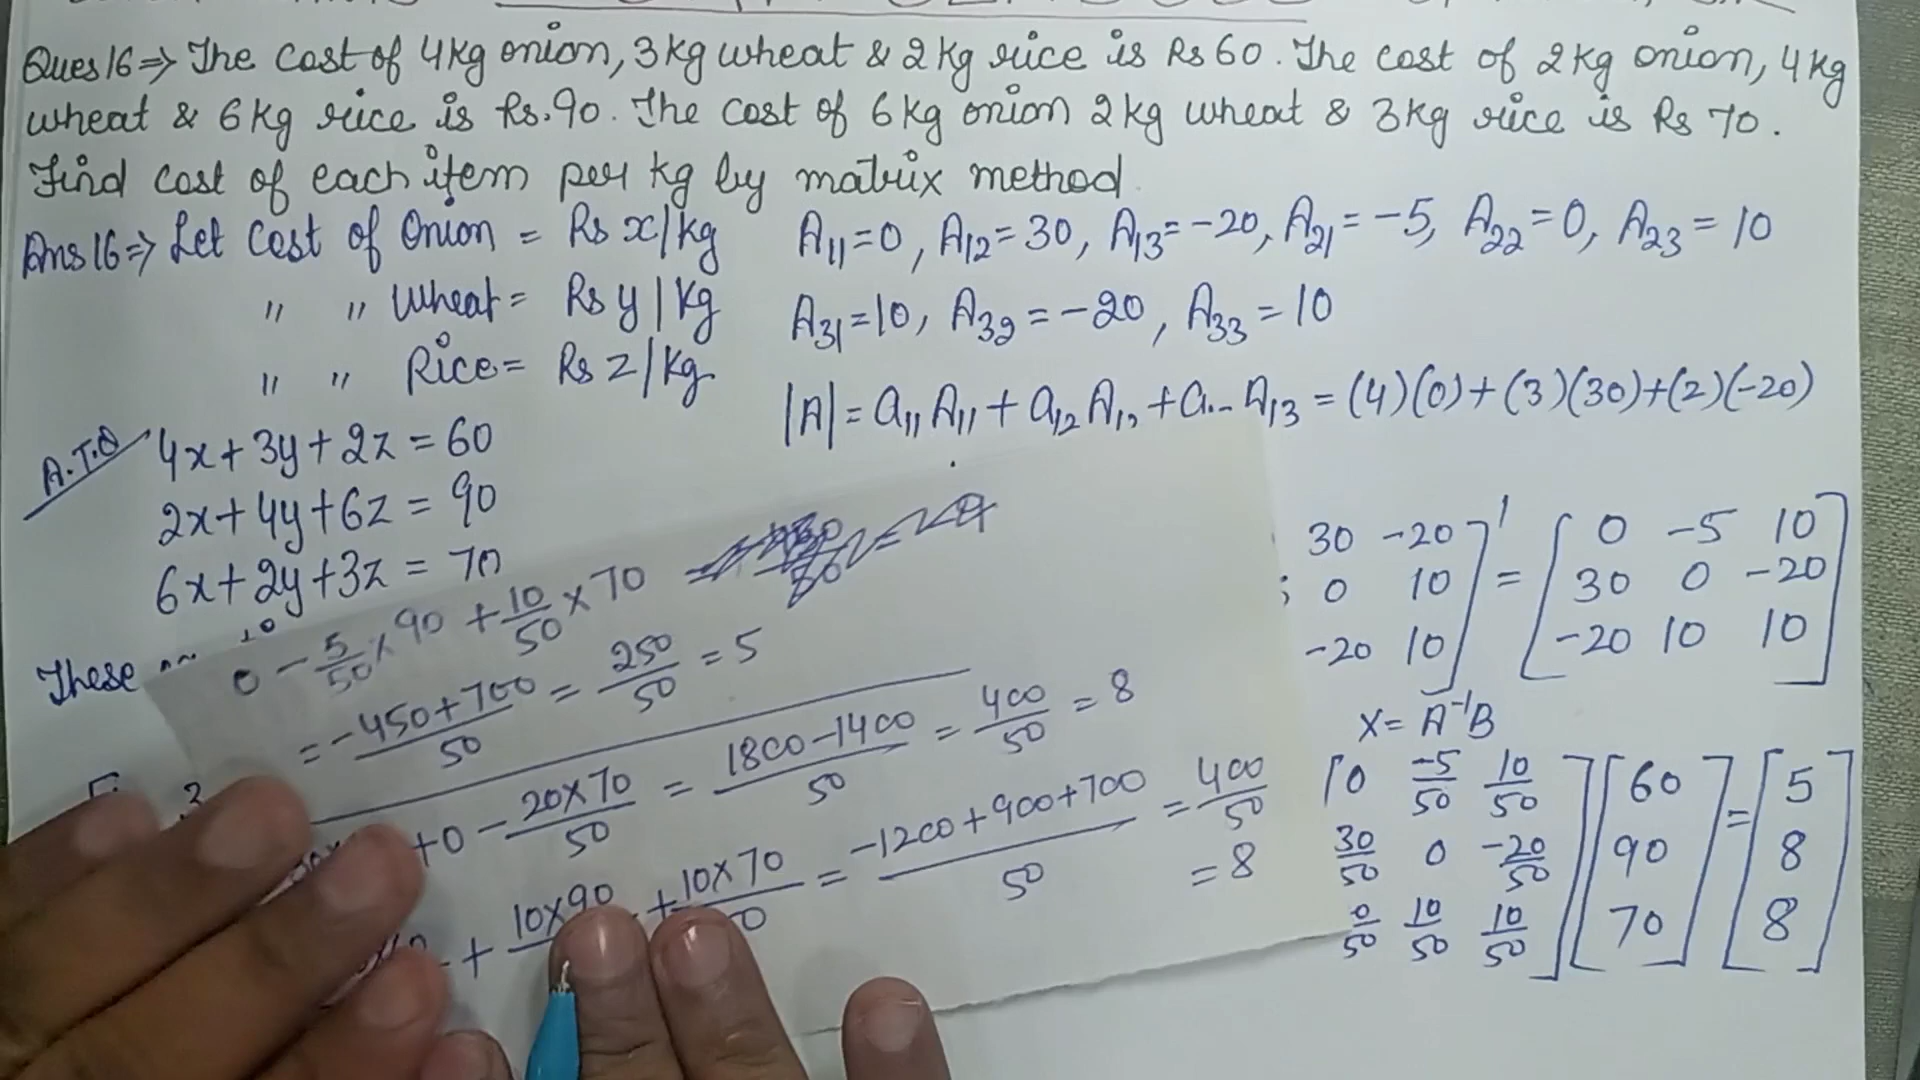 Ques 16 ⇒ The cost of 4kg onion, 3kg wheat & 2kg rice is Rs 60. The cost of 2kg onion, 4kg
wheat & 6kg rice is Rs. 90. The cost of 6kg onion 2kg wheat & 3kg rice is Rs 70.
Find cost of each item per kg by matrix method.
Ans 16 ⇒ Let Cost of Onion = Rs x/kg
" " Wheat = Rs y/kg
" " Rice = Rs z/kg
A.T.Q 4x + 3y + 2z = 60
2x + 4y + 6z = 90
6x + 2y + 3z = 70
These
A₁₁=0, A₁₂=30, A₁₃=-20, A₂₁=-5, A₂₂=0, A₂₃=10
A₃₁=10, A₃₂=-20, A₃₃=10
|A| = a₁₁A₁₁ + a₁₂A₁₂ + a A₁₃ = (4)(0)+(3)(30)+(2)(-20)
0 - 5/50 × 90 + 10/50 × 70
= -450+700/50 = 250/50 = 5
+0 - 20×70/50 = 1800-1400/50 = 400/50 = 8
+ 10×90 + 10×70/0 = -1200+900+700/50 = 400/50
= 8
30 -20 ]' = [ 0 -5 10
0 10 30 0 -20
-20 10 ] -20 10 10 ]
X = A⁻¹B
[ 0 -5/50 10/50 ] [ 60 ] = [ 5 ]
30/50 0 -20/50 90 8
0/50 10/50 10/50 70 8